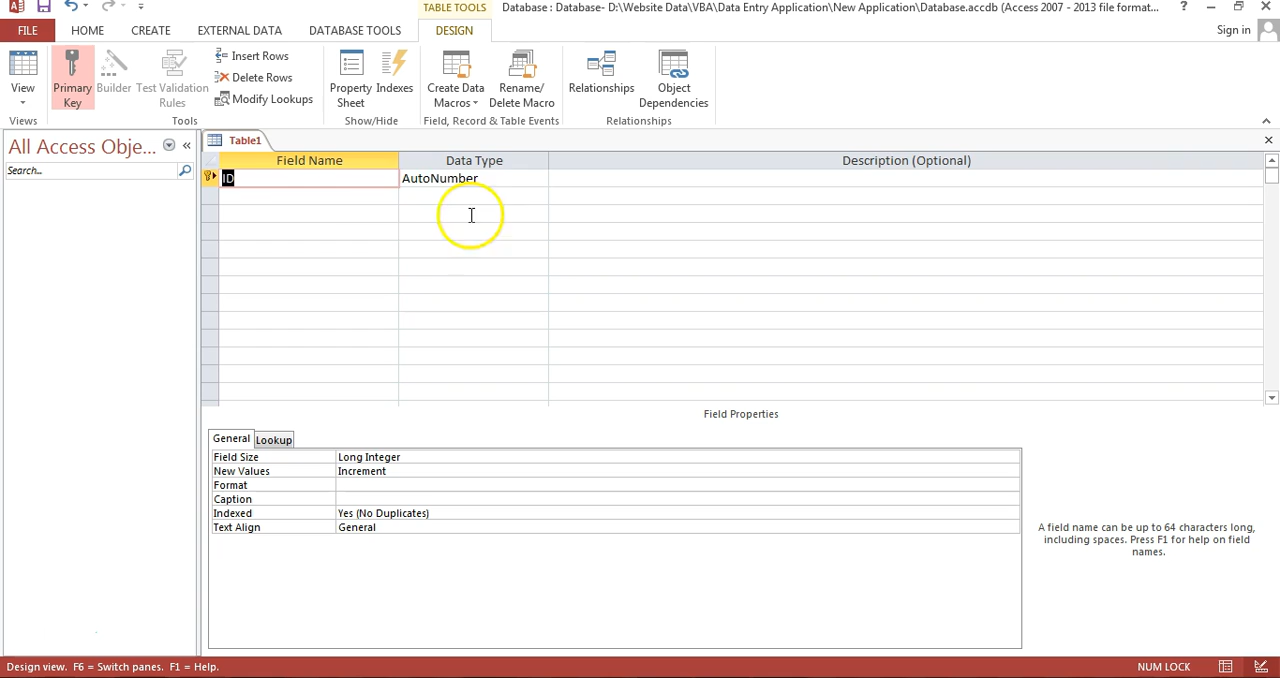 TABLE TOOLS
Database : Database- D:\Website Data\VBA\Data Entry Application\New Application\Database.accdb (Access 2007 - 2013 file format...
?
FILE HOME CREATE EXTERNAL DATA DATABASE TOOLS DESIGN
Sign in
View
Primary Key
Builder
Test Validation Rules
Insert Rows
Delete Rows
Modify Lookups
Property Sheet
Indexes
Create Data Macros
Rename/ Delete Macro
Relationships
Object Dependencies
Views Tools Show/Hide Field, Record & Table Events Relationships
All Access Obje...
Search...
Table1
Field Name Data Type Description (Optional)
ID AutoNumber
Field Properties
General Lookup
Field Size Long Integer
New Values Increment
Format
Caption
Indexed Yes (No Duplicates)
Text Align General
A field name can be up to 64 characters long,
including spaces. Press F1 for help on field
names.
Design view. F6 = Switch panes. F1 = Help.
NUM LOCK